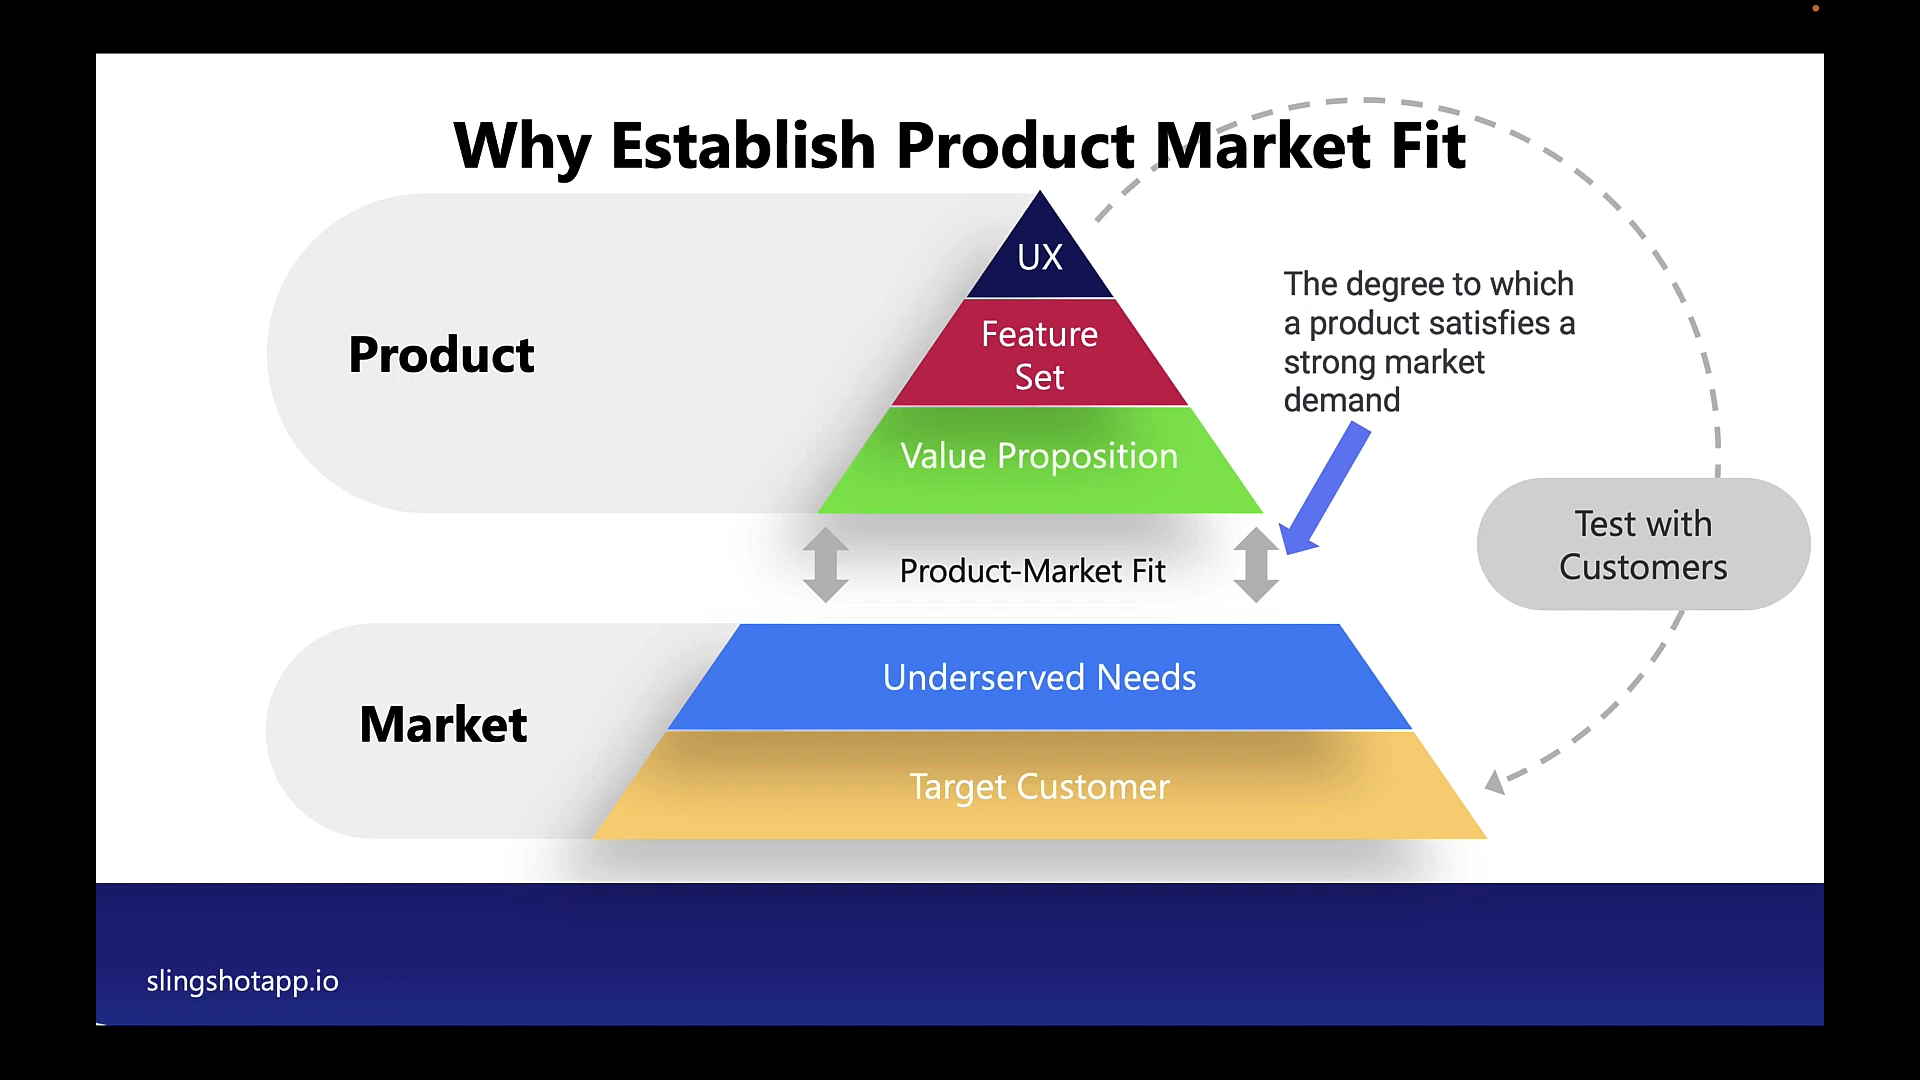 Why Establish Product Market Fit
UX
The degree to which
a product satisfies a
strong market
demand
Feature
Set
Product
Value Proposition
Test with
Customers
Product-Market Fit
Underserved Needs
Market
Target Customer
slingshotapp.io